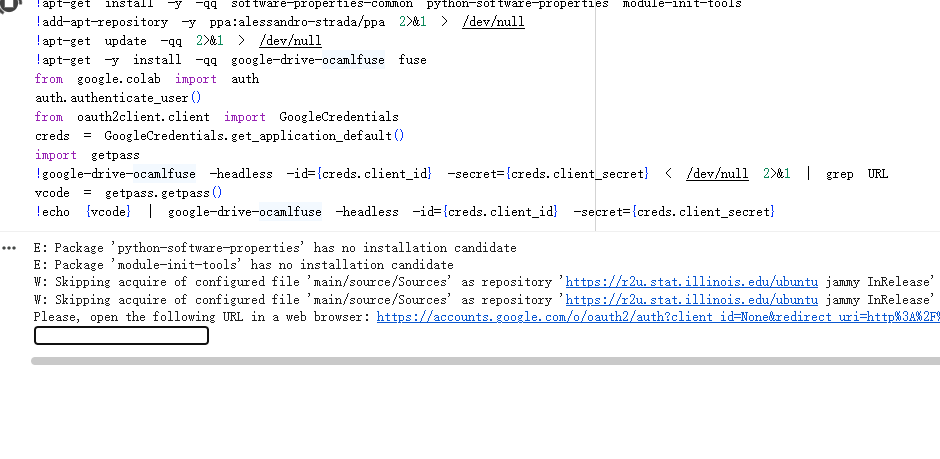 !apt-get install -y -qq software-properties-common python-software-properties module-init-tools
!add-apt-repository -y ppa:alessandro-strada/ppa 2>&1 > /dev/null
!apt-get update -qq 2>&1 > /dev/null
!apt-get -y install -qq google-drive-ocamlfuse fuse
from google.colab import auth
auth.authenticate_user()
from oauth2client.client import GoogleCredentials
creds = GoogleCredentials.get_application_default()
import getpass
!google-drive-ocamlfuse -headless -id={creds.client_id} -secret={creds.client_secret} < /dev/null 2>&1 | grep URL
vcode = getpass.getpass()
!echo {vcode} | google-drive-ocamlfuse -headless -id={creds.client_id} -secret={creds.client_secret}
E: Package 'python-software-properties' has no installation candidate
E: Package 'module-init-tools' has no installation candidate
W: Skipping acquire of configured file 'main/source/Sources' as repository 'https://r2u.stat.illinois.edu/ubuntu jammy InRelease'
W: Skipping acquire of configured file 'main/source/Sources' as repository 'https://r2u.stat.illinois.edu/ubuntu jammy InRelease'
Please, open the following URL in a web browser: https://accounts.google.com/o/oauth2/auth?client_id=None&redirect_uri=http%3A%2F%